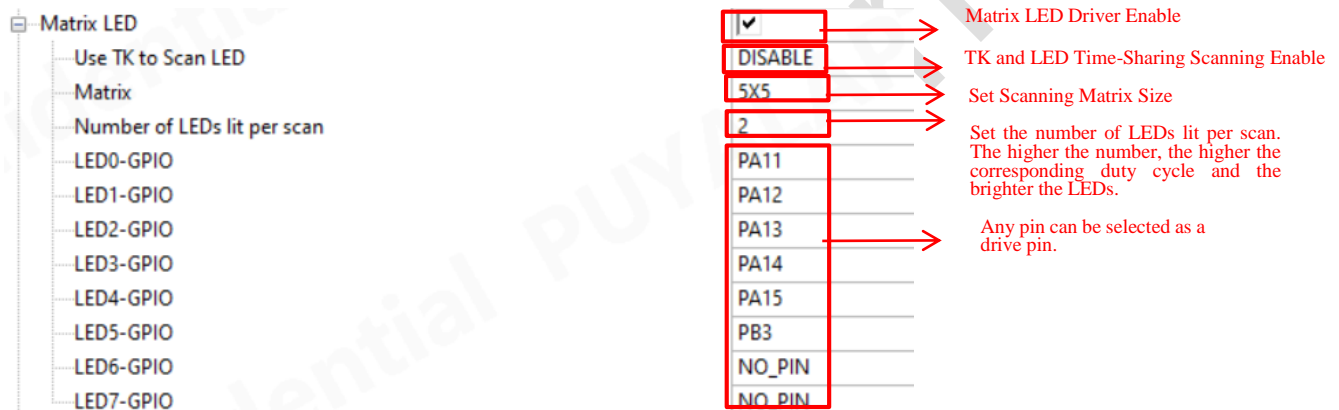 Matrix LED
Matrix LED Driver Enable
Use TK to Scan LED DISABLE
TK and LED Time-Sharing Scanning Enable
Matrix 5X5
Set Scanning Matrix Size
Number of LEDs lit per scan 2
Set the number of LEDs lit per scan.
The higher the number, the higher the
corresponding duty cycle and the
brighter the LEDs.
LED0-GPIO PA11
LED1-GPIO PA12
LED2-GPIO PA13
Any pin can be selected as a
drive pin.
LED3-GPIO PA14
LED4-GPIO PA15
LED5-GPIO PB3
LED6-GPIO NO_PIN
LED7-GPIO NO_PIN